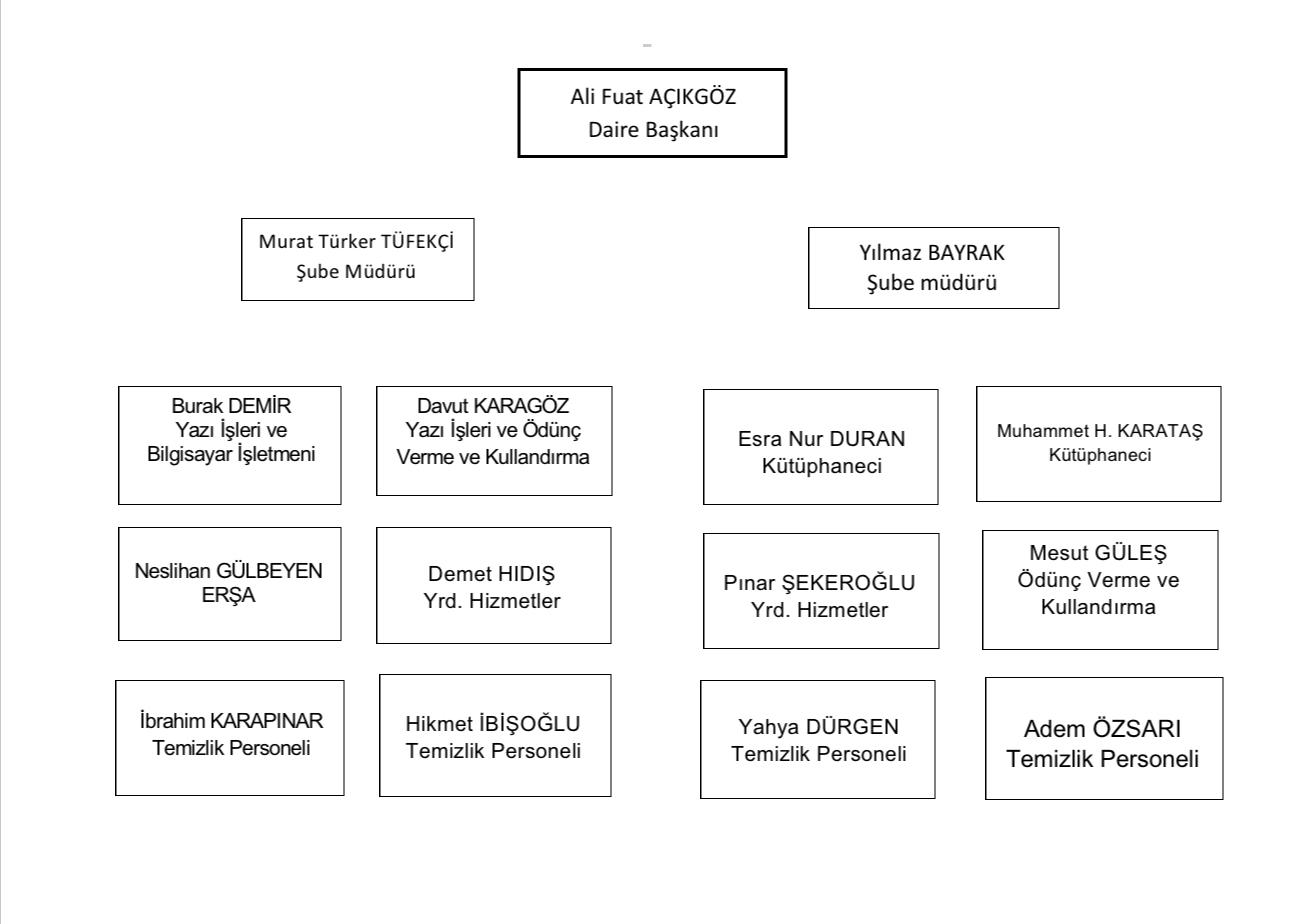 Ali Fuat AÇIKGÖZ
Daire Başkanı
Murat Türker TÜFEKÇİ
Şube Müdürü
Yılmaz BAYRAK
Şube müdürü
Burak DEMİR
Yazı İşleri ve
Bilgisayar İşletmeni
Davut KARAGÖZ
Yazı İşleri ve Ödünç
Verme ve Kullandırma
Esra Nur DURAN
Kütüphaneci
Muhammet H. KARATAŞ
Kütüphaneci
Neslihan GÜLBEYEN
ERŞA
Demet HIDIŞ
Yrd. Hizmetler
Pınar ŞEKEROĞLU
Yrd. Hizmetler
Mesut GÜLEŞ
Ödünç Verme ve
Kullandırma
İbrahim KARAPINAR
Temizlik Personeli
Hikmet İBİŞOĞLU
Temizlik Personeli
Yahya DÜRGEN
Temizlik Personeli
Adem ÖZSARI
Temizlik Personeli